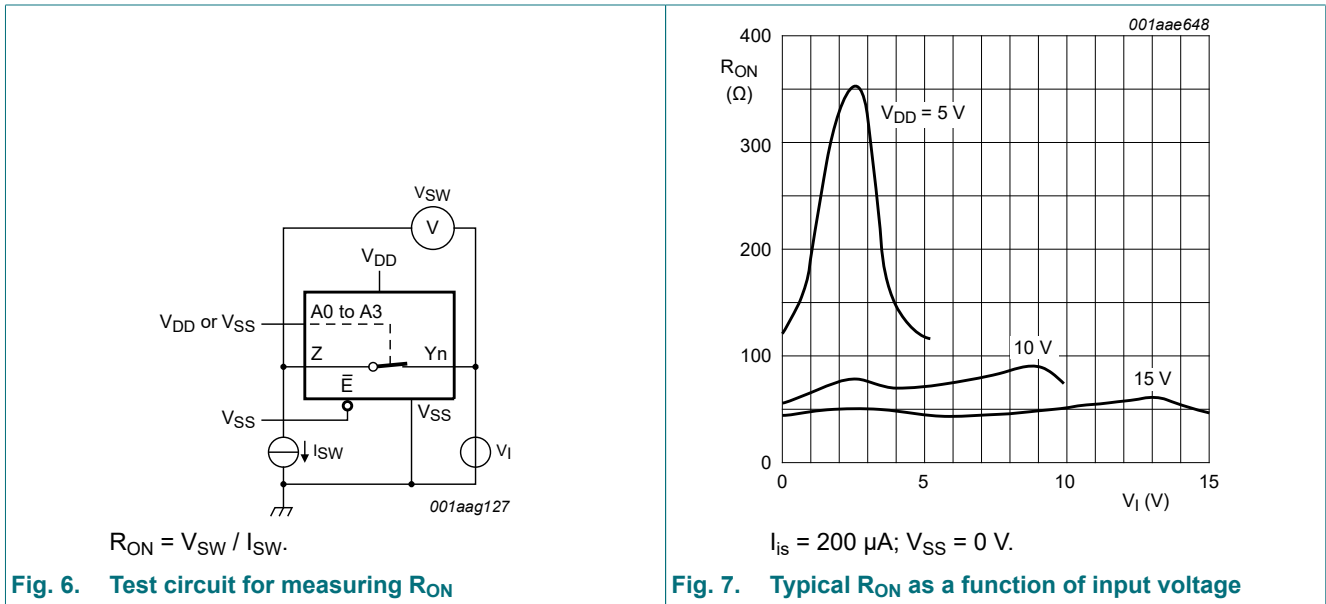 VSW
V
VDD
VDD or VSS
A0 to A3
Z
Yn
E̅
VSS
VSS
ISW
VI
001aag127
RON = VSW / ISW.
Fig. 6. Test circuit for measuring RON
001aae648
400
RON
(Ω)
VDD = 5 V
300
200
10 V
100
15 V
0
0
5
10
15
VI (V)
Iis = 200 µA; VSS = 0 V.
Fig. 7. Typical RON as a function of input voltage